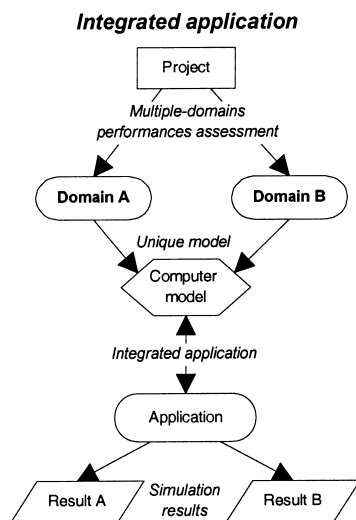 Integrated application
Project
Multiple-domains
performances assessment
Domain A
Domain B
Unique model
Computer
model
Integrated application
Application
Result A
Simulation
results
Result B